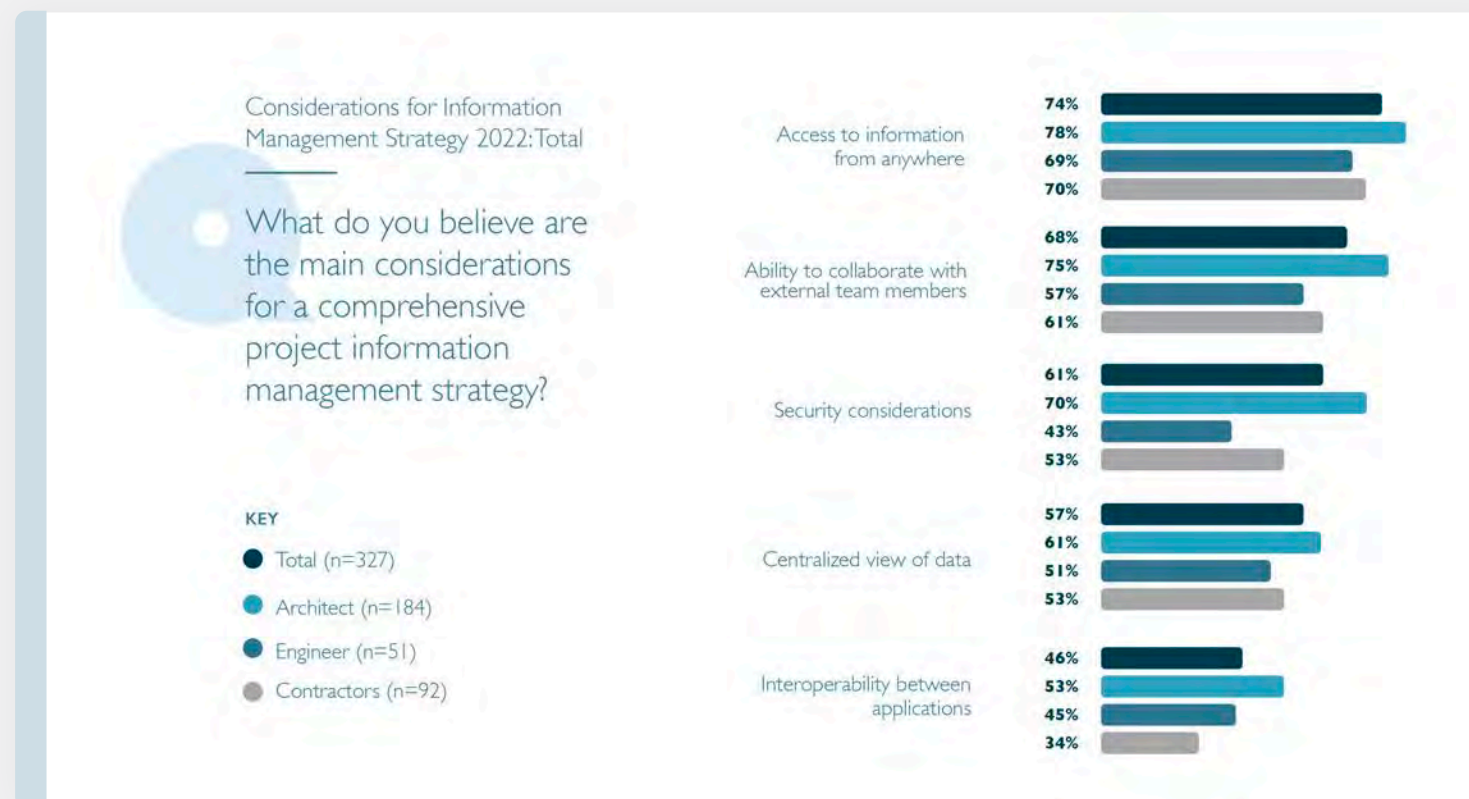 Considerations for Information
Management Strategy 2022:Total
What do you believe are
the main considerations
for a comprehensive
project information
management strategy?
KEY
Total (n=327)
Architect (n=184)
Engineer (n=51)
Contractors (n=92)
Access to information
from anywhere
74%
78%
69%
70%
Ability to collaborate with
external team members
68%
75%
57%
61%
Security considerations
61%
70%
43%
53%
Centralized view of data
57%
61%
51%
53%
Interoperability between
applications
46%
53%
45%
34%